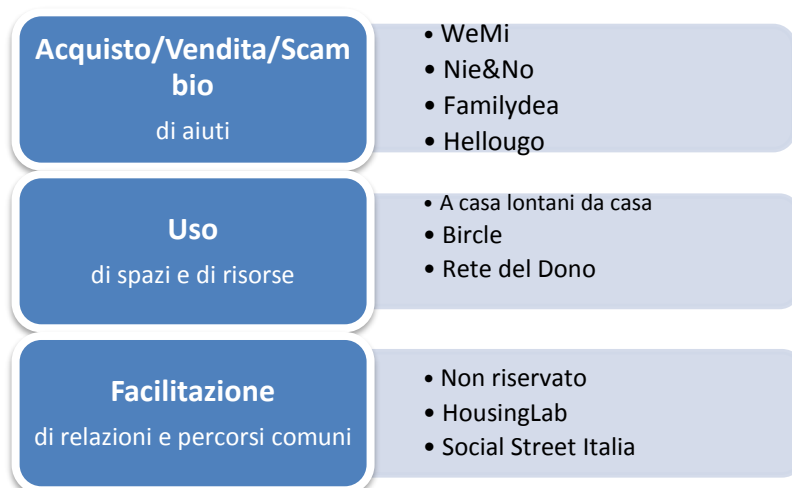 Acquisto/Vendita/Scam
bio
di aiuti
• WeMi
• Nie&No
• Familydea
• Hellougo
Uso
di spazi e di risorse
• A casa lontani da casa
• Bircle
• Rete del Dono
Facilitazione
di relazioni e percorsi comuni
• Non riservato
• HousingLab
• Social Street Italia